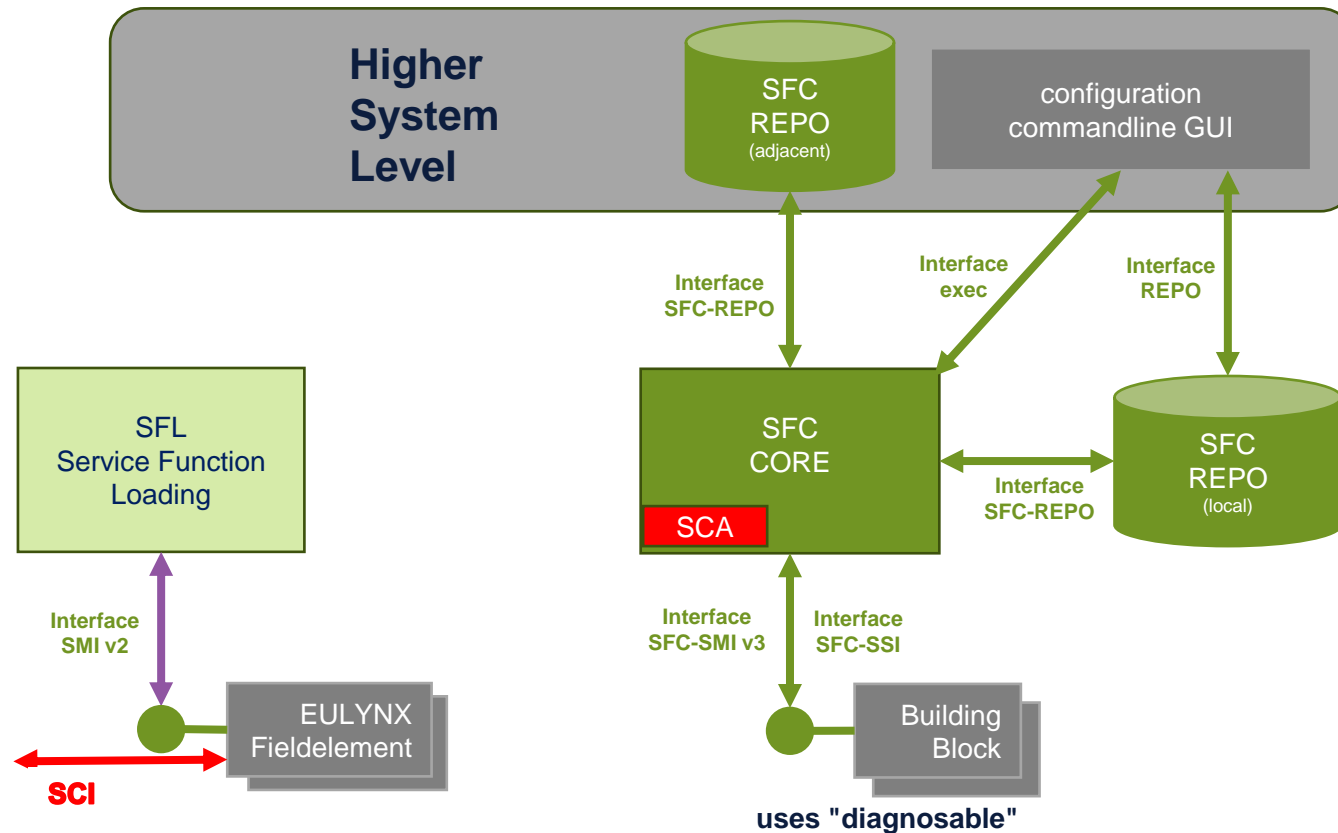 Higher
System
Level
SFC
REPO
(adjacent)
configuration
commandline GUI
Interface
SFC-REPO
Interface
exec
Interface
REPO
SFL
Service Function
Loading
SFC
CORE
SCA
Interface
SFC-REPO
SFC
REPO
(local)
Interface
SMI v2
Interface
SFC-SMI v3
Interface
SFC-SSI
EULYNX
Fieldelement
SCI
Building
Block
uses "diagnosable"